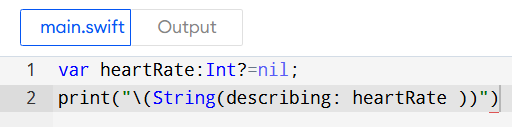 main.swift Output
1 var heartRate:Int?=nil;
2 print("\(String(describing: heartRate ))")